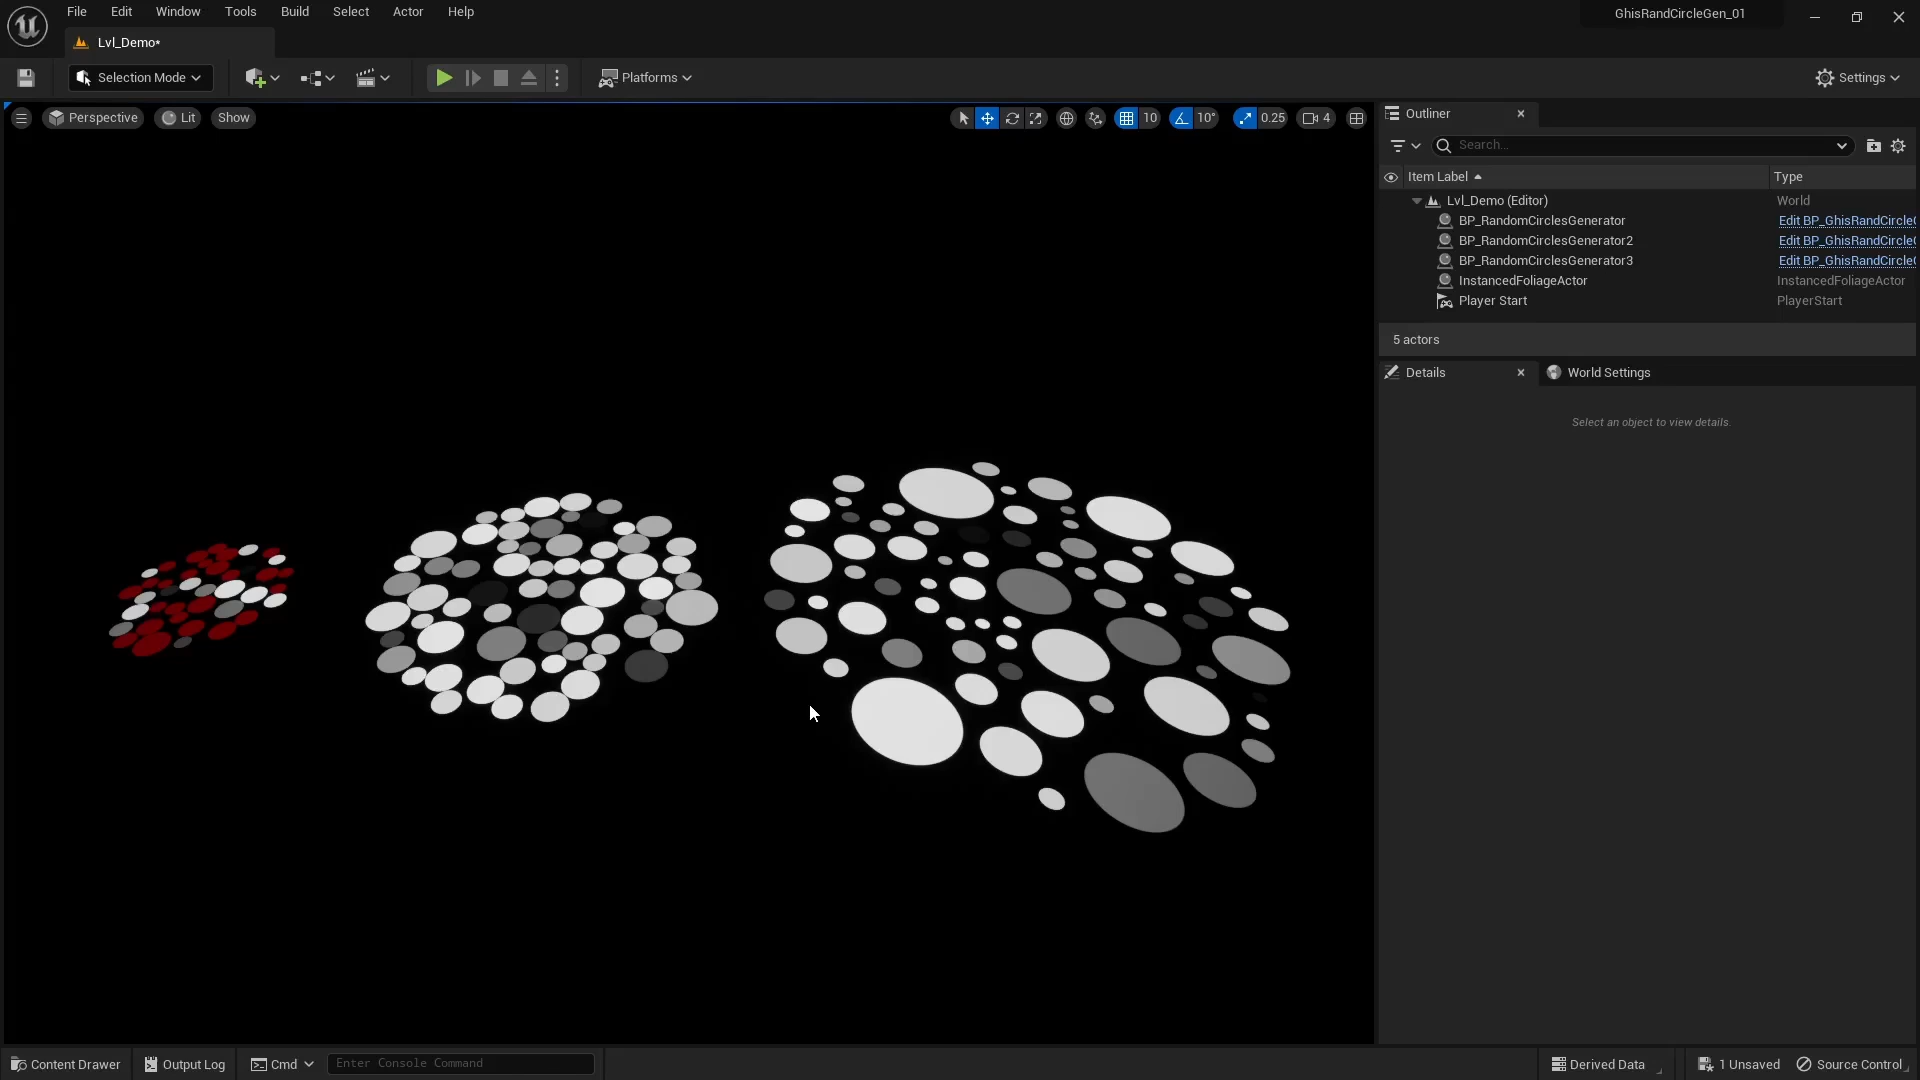 File Edit Window Tools Build Select Actor Help
GhisRandCircleGen_01
Lvl_Demo*
Selection Mode
Platforms
Settings
Perspective Lit Show
10 10° 0.25 4
Outliner
Search...
Item Label Type
Lvl_Demo (Editor) World
BP_RandomCirclesGenerator Edit BP_GhisRandCircle
BP_RandomCirclesGenerator2 Edit BP_GhisRandCircle
BP_RandomCirclesGenerator3 Edit BP_GhisRandCircle
InstancedFoliageActor InstancedFoliageActor
Player Start PlayerStart
5 actors
Details World Settings
Select an object to view details.
Content Drawer Output Log Cmd Enter Console Command Derived Data 1 Unsaved Source Control